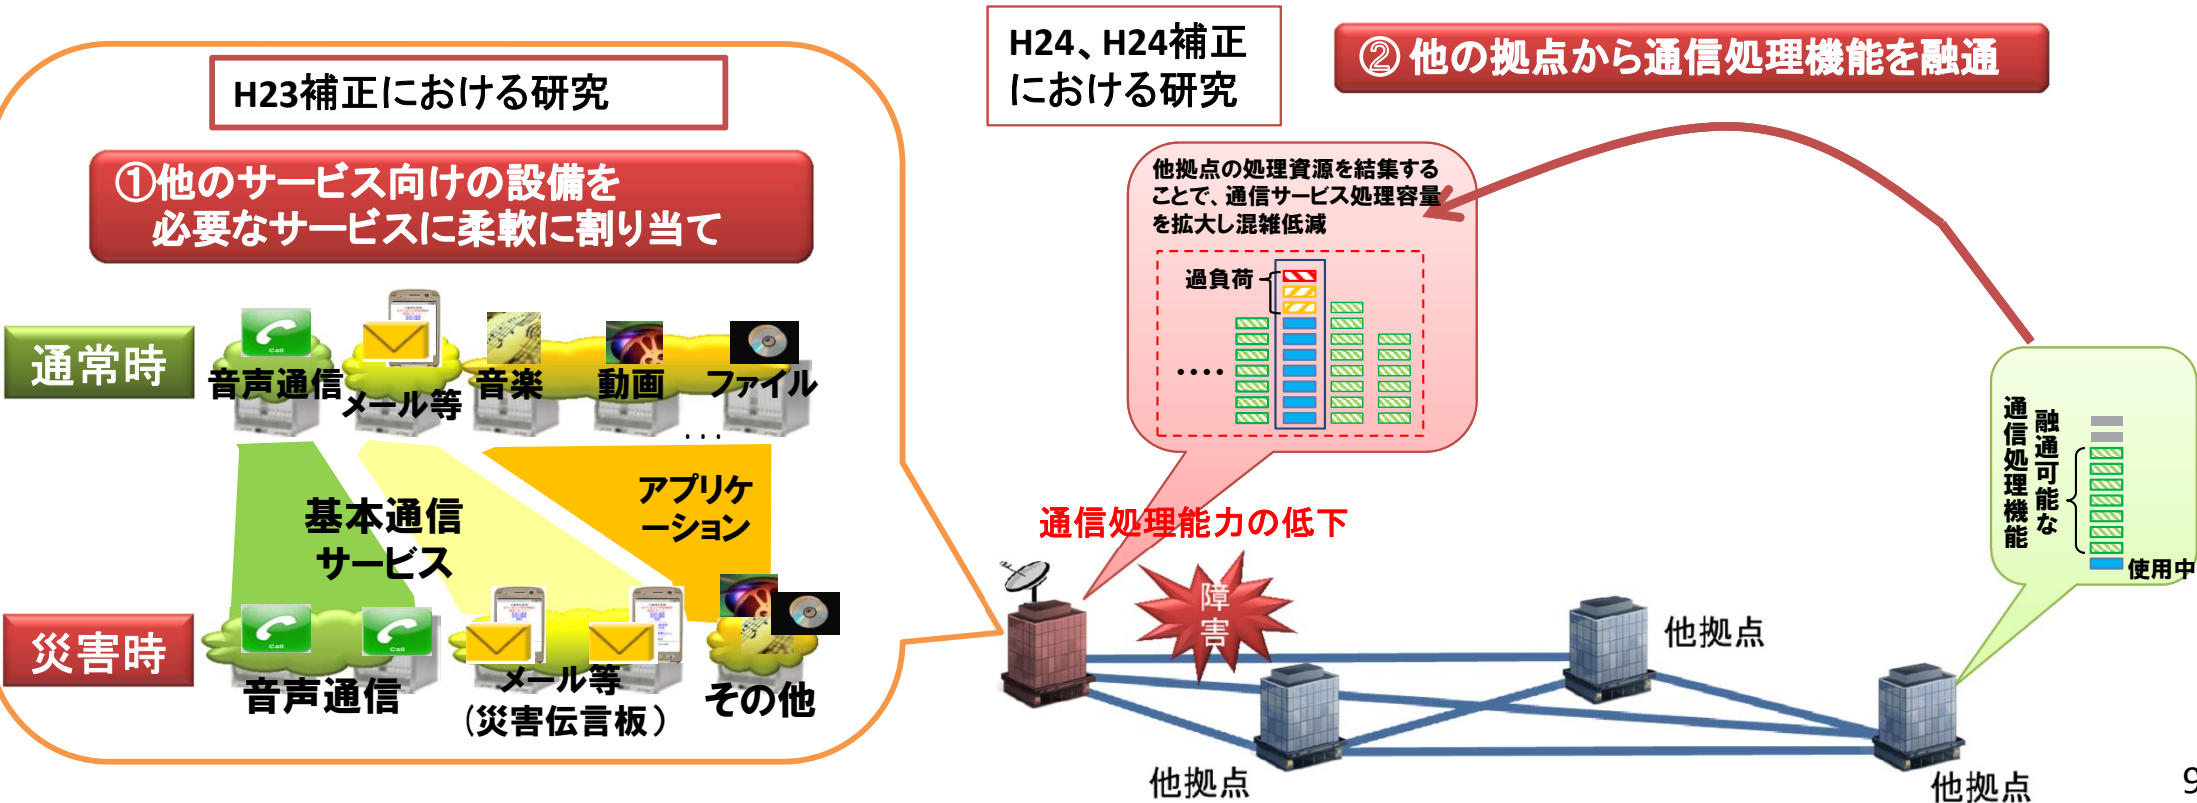 H23補正における研究
①他のサービス向けの設備を
必要なサービスに柔軟に割り当て
通常時
Call
音声通信
メール等
音楽
動画
ファイル
...
基本通信
サービス
アプリケ
ーション
災害時
Call
Call
音声通信
メール等
(災害伝言板)
その他
H24、H24補正
における研究
②他の拠点から通信処理機能を融通
他拠点の処理資源を結集する
ことで、通信サービス処理容量
を拡大し混雑低減
過負荷
····
通信処理能力の低下
障
害
他拠点
他拠点
他拠点
融通可能な
通信処理機能
使用中
9